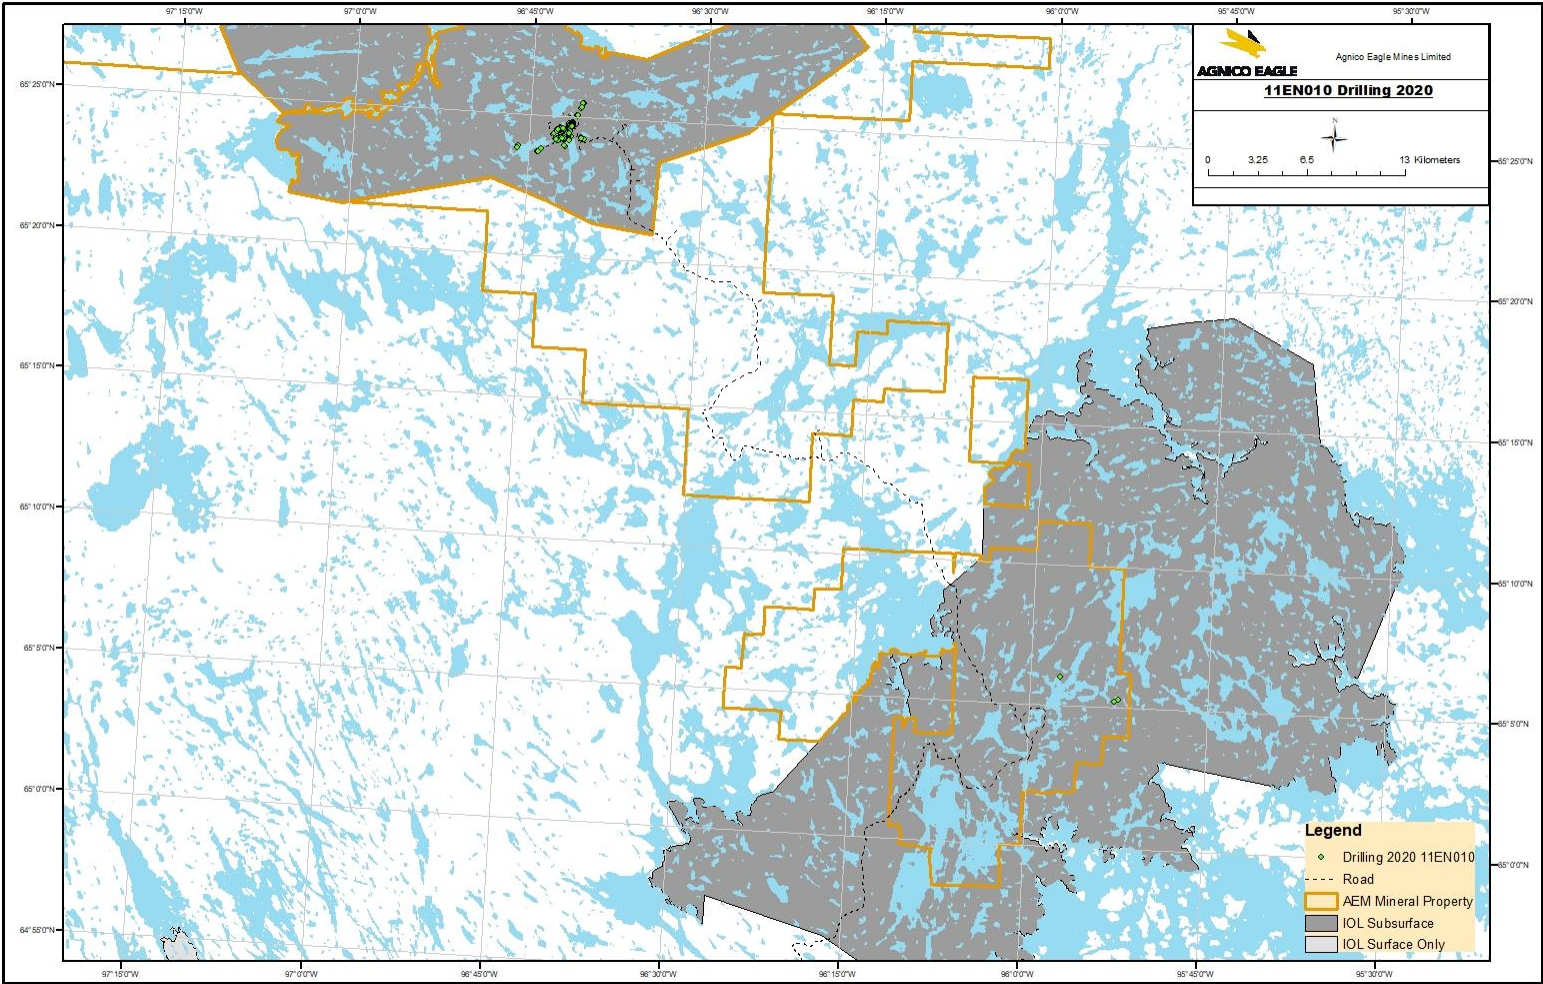 97°15'0"W 97°0'0"W 96°45'0"W 96°30'0"W 96°15'0"W 96°0'0"W 95°45'0"W 95°30'0"W
AGNICO EAGLE
Agnico Eagle Mines Limited
11EN010 Drilling 2020
N
0 3.25 6.5 13 Kilometers
65°25'0"N
65°20'0"N
65°15'0"N
65°10'0"N
65°5'0"N
65°0'0"N
64°55'0"N
65°25'0"N
65°20'0"N
65°15'0"N
65°10'0"N
65°5'0"N
65°0'0"N
Legend
Drilling 2020 11EN010
Road
AEM Mineral Property
IOL Subsurface
IOL Surface Only
97°15'0"W 97°0'0"W 96°45'0"W 96°30'0"W 96°15'0"W 96°0'0"W 95°45'0"W 95°30'0"W